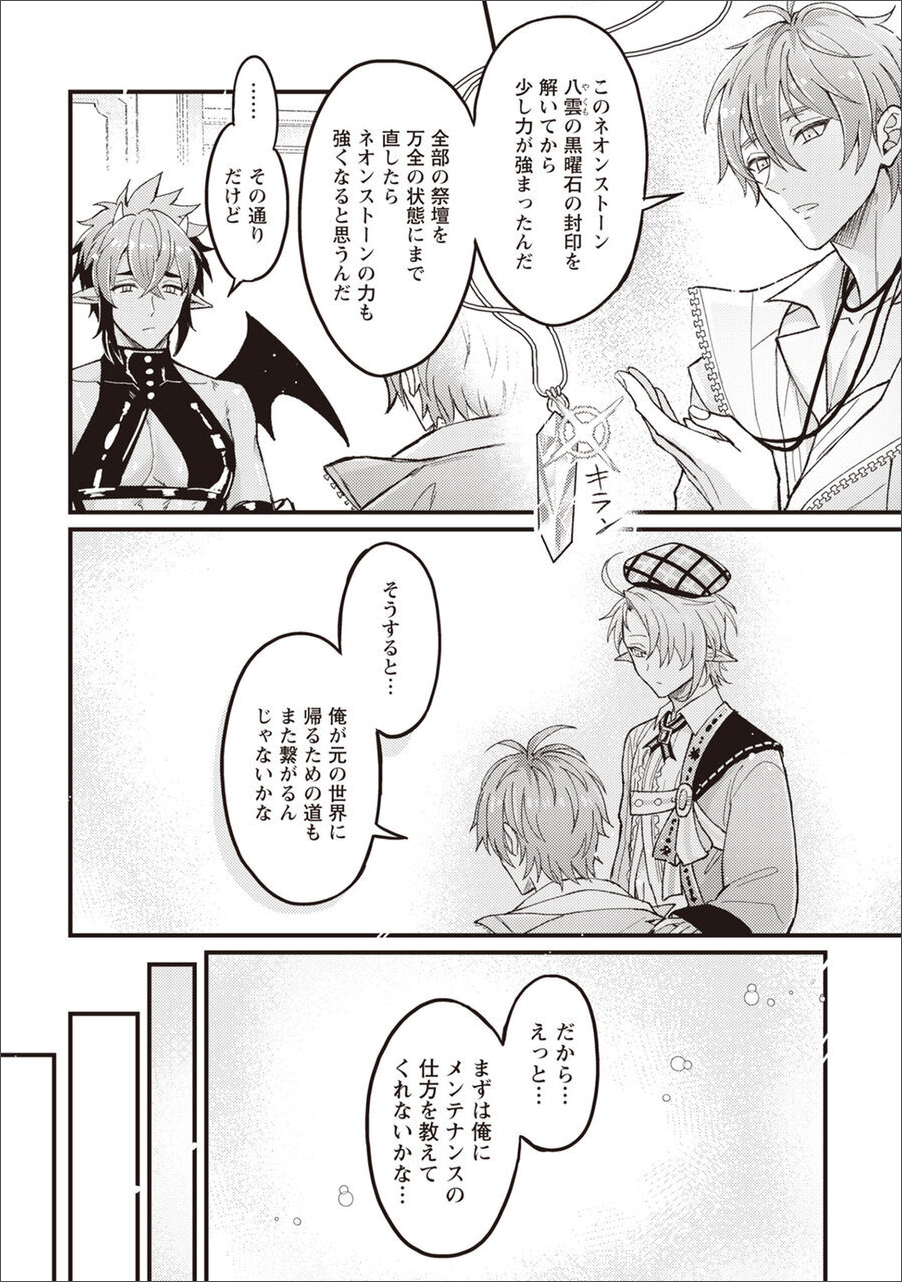 このネオンストーン
八雲の黒曜石の封印を
やくも
解いてから
少し力が強まったんだ
全部の祭壇を
万全の状態にまで
直したら
ネオンストーンの力も
強くなると思うんだ
キラン
……
その通り
だけど
そうすると…
俺が元の世界に
帰るための道も
また繋がるん
じゃないかな
だから…
えっと…
まずは俺に
メンテナンスの
仕方を教えて
くれないかな…